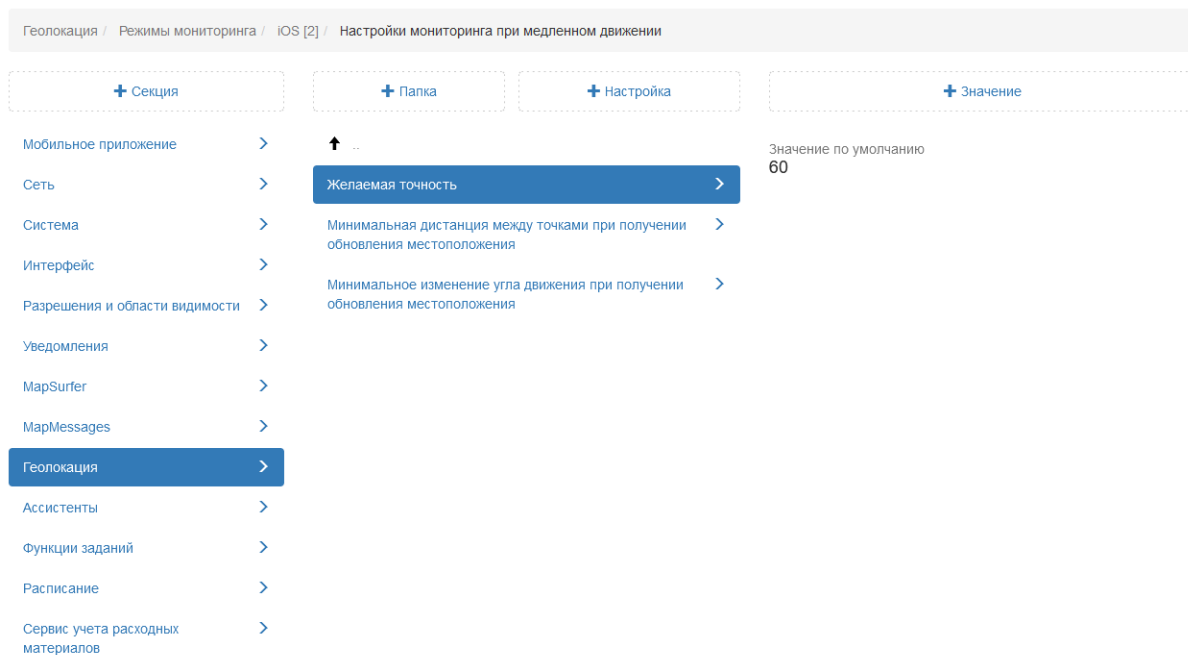 Геолокация / Режимы мониторинга / iOS [2] / Настройки мониторинга при медленном движении
+ Секция
+ Папка
+ Настройка
+ Значение
Мобильное приложение
Сеть
Система
Интерфейс
Разрешения и области видимости
Уведомления
MapSurfer
MapMessages
Геолокация
Ассистенты
Функции заданий
Расписание
Сервис учета расходных
материалов
..
Желаемая точность
Минимальная дистанция между точками при получении
обновления местоположения
Минимальное изменение угла движения при получении
обновления местоположения
Значение по умолчанию
60